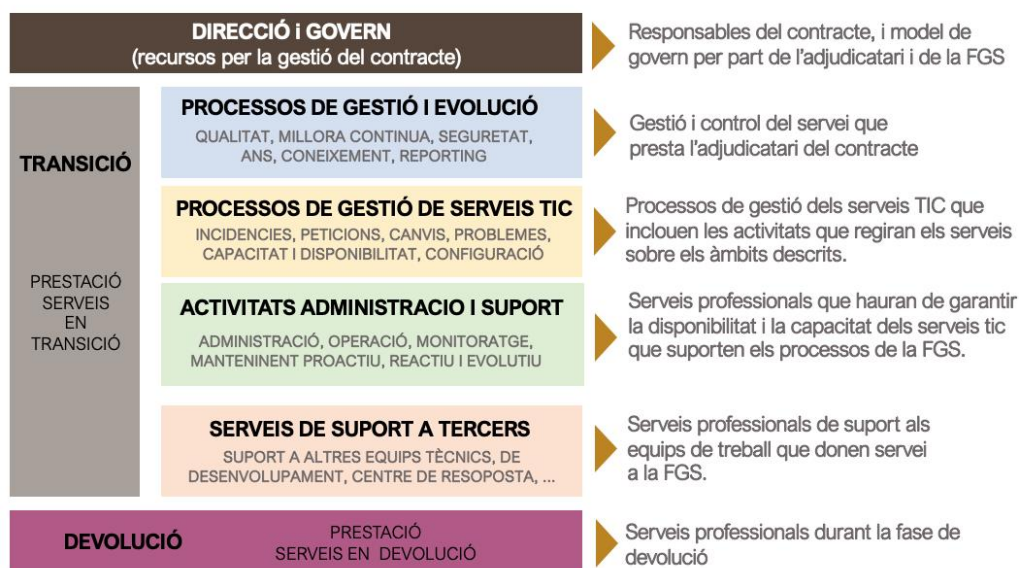 DIRECCIÓ i GOVERN
(recursos per la gestió del contracte)
Responsables del contracte, i model de
govern per part de l'adjudicatari i de la FGS
TRANSICIÓ
PRESTACIÓ
SERVEIS
EN
TRANSICIÓ
PROCESSOS DE GESTIÓ I EVOLUCIÓ
QUALITAT, MILLORA CONTINUA, SEGURETAT,
ANS, CONEIXEMENT, REPORTING
Gestió i control del servei que
presta l'adjudicatari del contracte
PROCESSOS DE GESTIÓ DE SERVEIS TIC
INCIDENCIES, PETICIONS, CANVIS, PROBLEMES,
CAPACITAT I DISPONIBILITAT, CONFIGURACIÓ
Processos de gestió dels serveis TIC que
inclouen les activitats que regiran els serveis
sobre els àmbits descrits.
ACTIVITATS ADMINISTRACIO I SUPORT
ADMINISTRACIÓ, OPERACIÓ, MONITORATGE,
MANTENINENT PROACTIU, REACTIU I EVOLUTIU
Serveis professionals que hauran de garantir
la disponibilitat i la capacitat dels serveis tic
que suporten els processos de la FGS.
SERVEIS DE SUPORT A TERCERS
SUPORT A ALTRES EQUIPS TÈCNICS, DE
DESENVOLUPAMENT, CENTRE DE RESOPOSTA, ...
Serveis professionals de suport als
equips de treball que donen servei
a la FGS.
DEVOLUCIÓ
PRESTACIÓ
SERVEIS EN DEVOLUCIÓ
Serveis professionals durant la fase de
devolució